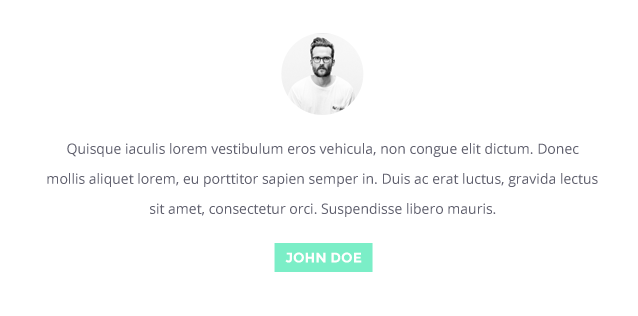 Quisque iaculis lorem vestibulum eros vehicula, non congue elit dictum. Donec
mollis aliquet lorem, eu porttitor sapien semper in. Duis ac erat luctus, gravida lectus
sit amet, consectetur orci. Suspendisse libero mauris.
JOHN DOE